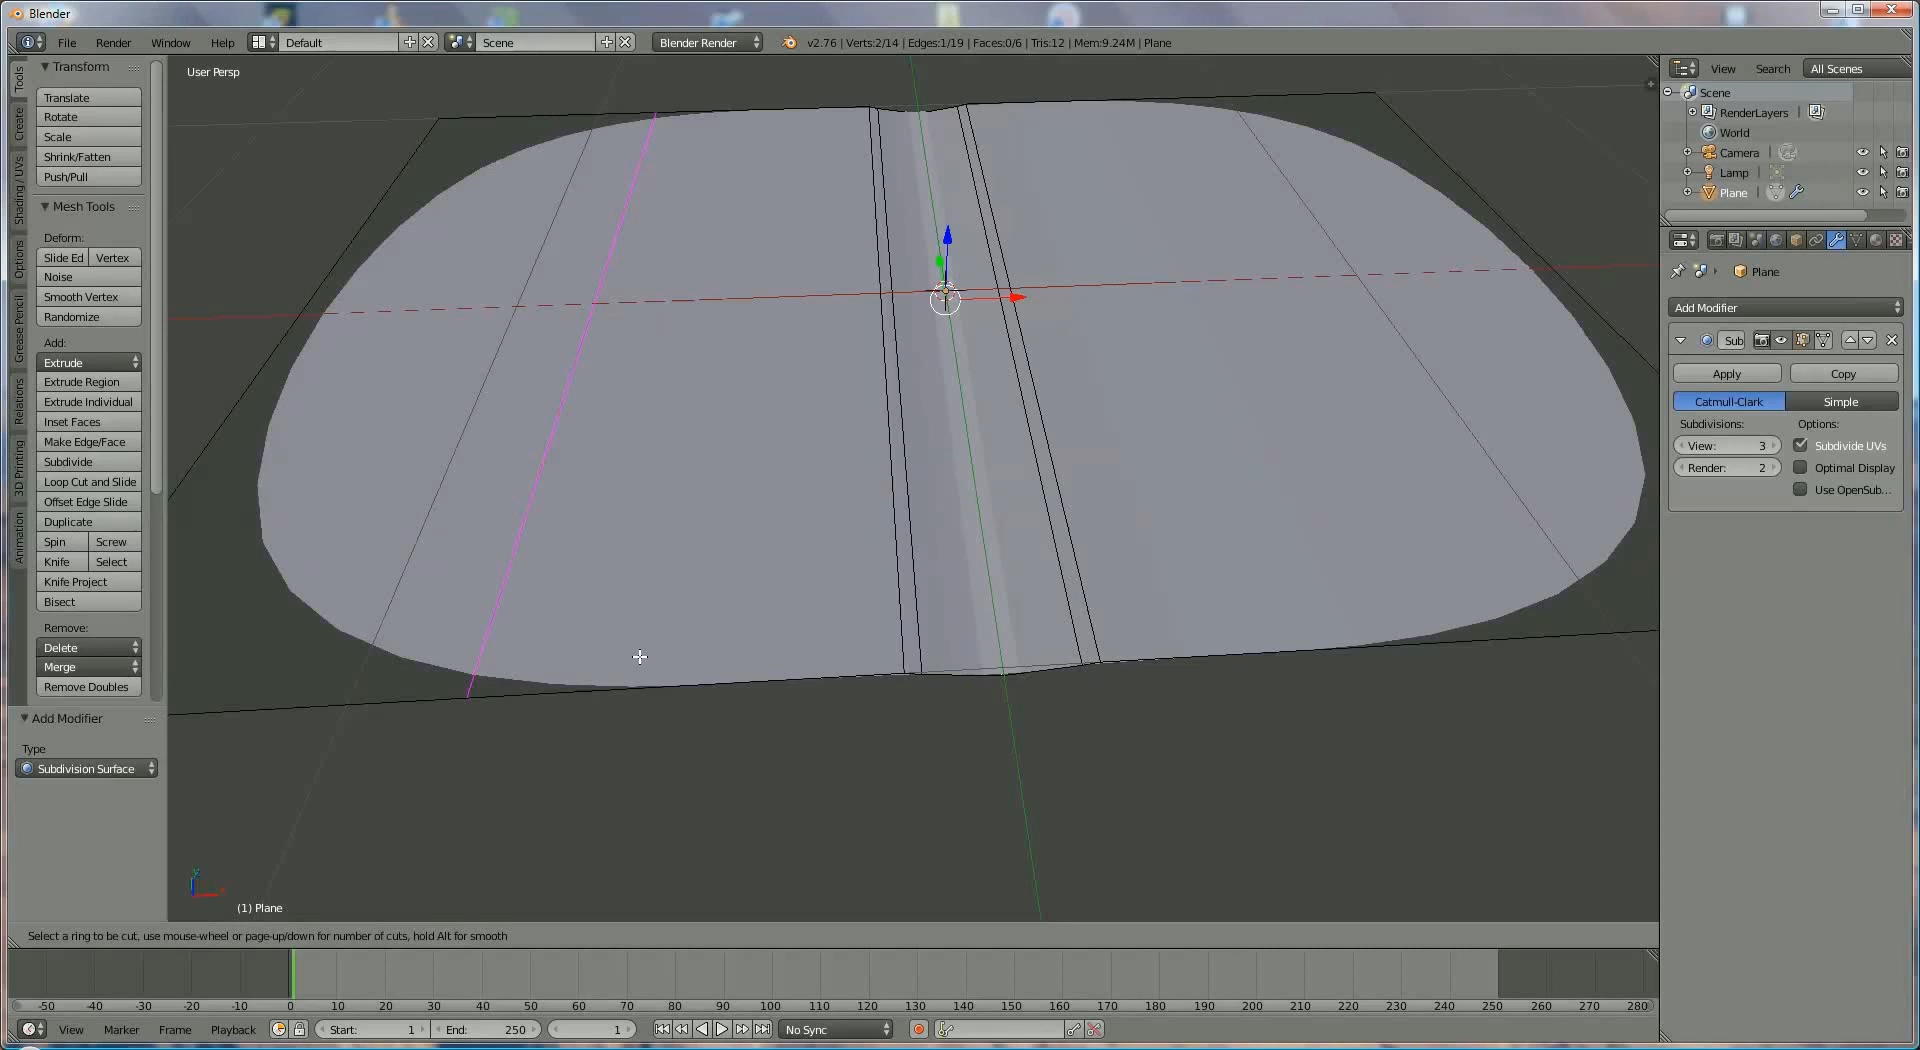 Blender
File Render Window Help Default Scene Blender Render v2.76 | Verts:2/14 | Edges:1/19 | Faces:0/6 | Tris:12 | Mem:9.24M | Plane
Tools
Create
Shading / UVs
Options
Grease Pencil
Relations
3D Printing
Animation
Transform
Translate
Rotate
Scale
Shrink/Fatten
Push/Pull
Mesh Tools
Deform:
Slide Ed Vertex
Noise
Smooth Vertex
Randomize
Add:
Extrude
Extrude Region
Extrude Individual
Inset Faces
Make Edge/Face
Subdivide
Loop Cut and Slide
Offset Edge Slide
Duplicate
Spin Screw
Knife Select
Knife Project
Bisect
Remove:
Delete
Merge
Remove Doubles
Add Modifier
Type
Subdivision Surface
User Persp
(1) Plane
Select a ring to be cut, use mouse-wheel or page-up/down for number of cuts, hold Alt for smooth
View Search All Scenes
Scene
RenderLayers
World
Camera
Lamp
Plane
Plane
Add Modifier
Sub
Apply Copy
Catmull-Clark Simple
Subdivisions: Options:
View: 3 Subdivide UVs
Render: 2 Optimal Display
Use OpenSub...
-50 -40 -30 -20 -10 0 10 20 30 40 50 60 70 80 90 100 110 120 130 140 150 160 170 180 190 200 210 220 230 240 250 260 270 280
View Marker Frame Playback Start: 1 End: 250 1 No Sync